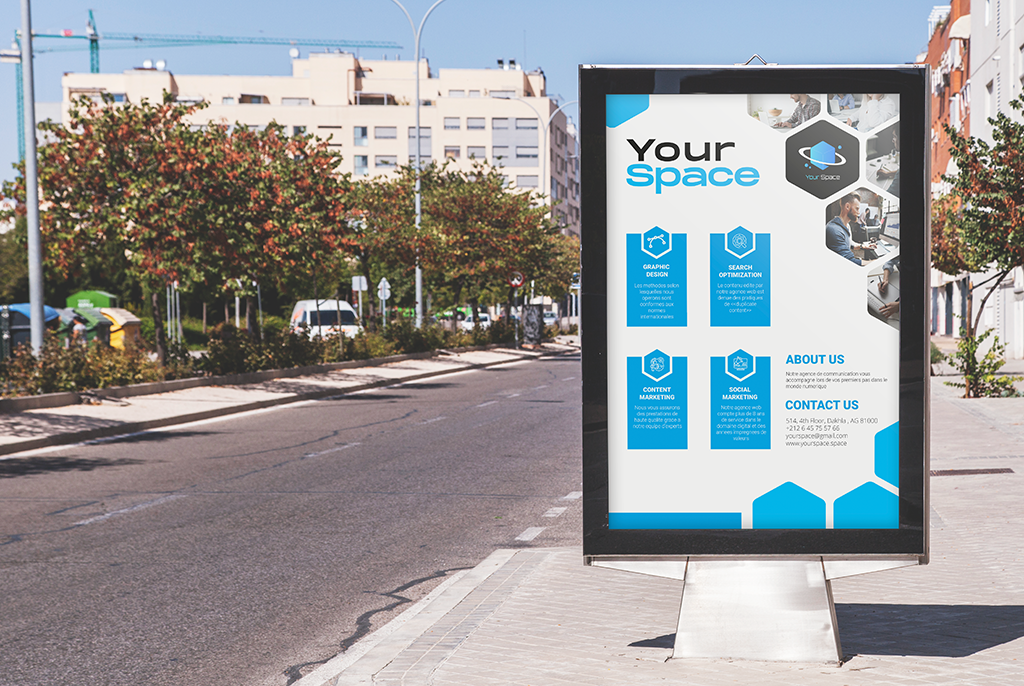 Your
Space
Your Space
GRAPHIC
DESIGN
Les méthodes selon
lesquelles nous
opérons sont
conformes aux
normes
internationales
SEARCH
OPTIMIZATION
Le contenu édité par
notre agence web est
dénué des pratiques
de <<duplicate
content>>
CONTENT
MARKETING
Nous vous assurons
des prestations de
haute qualité grâce à
notre équipe d'experts
SOCIAL
MARKETING
Notre agence web
compte plus de 8 ans
de service dans le
domaine digital et des
années imprégnées de
valeurs
ABOUT US
Notre agence de communication vous
accompagne lors de vos premiers pas dans le
monde numérique
CONTACT US
514, 4th Floor, Dakhla , AG 81000
+212 6 45 75 57 66
yourspace@gmail.com
www.yourspace.space